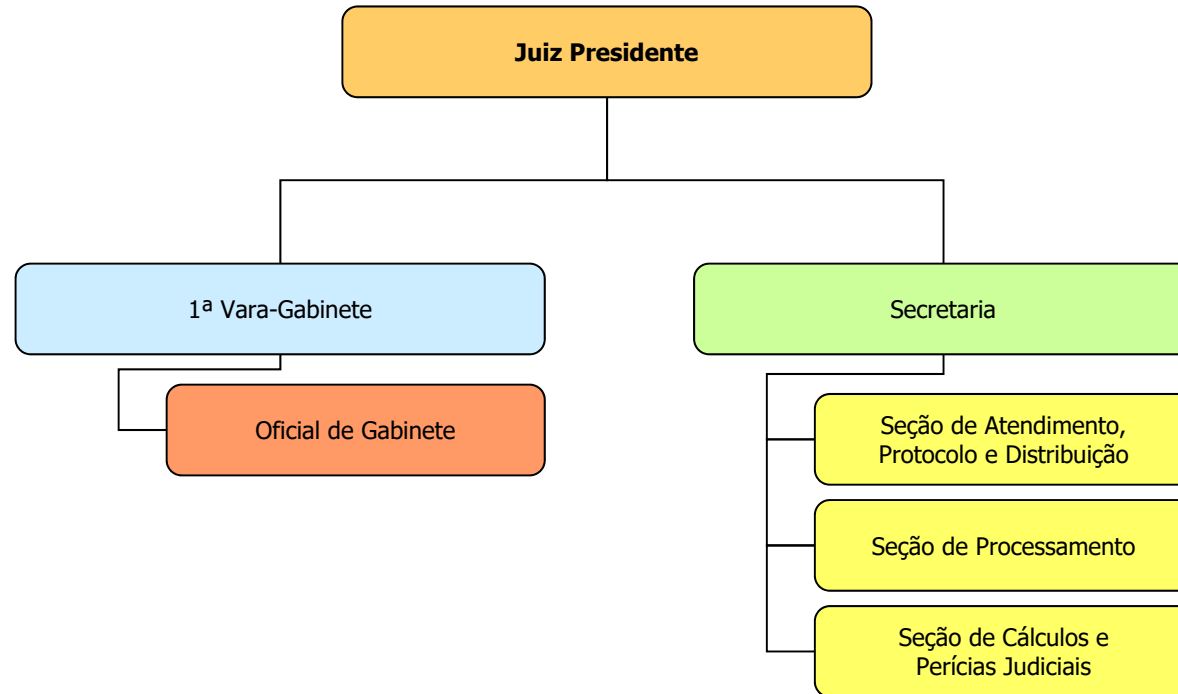 Juiz Presidente
1ª Vara-Gabinete
Secretaria
Oficial de Gabinete
Seção de Atendimento,
Protocolo e Distribuição
Seção de Processamento
Seção de Cálculos e
Perícias Judiciais